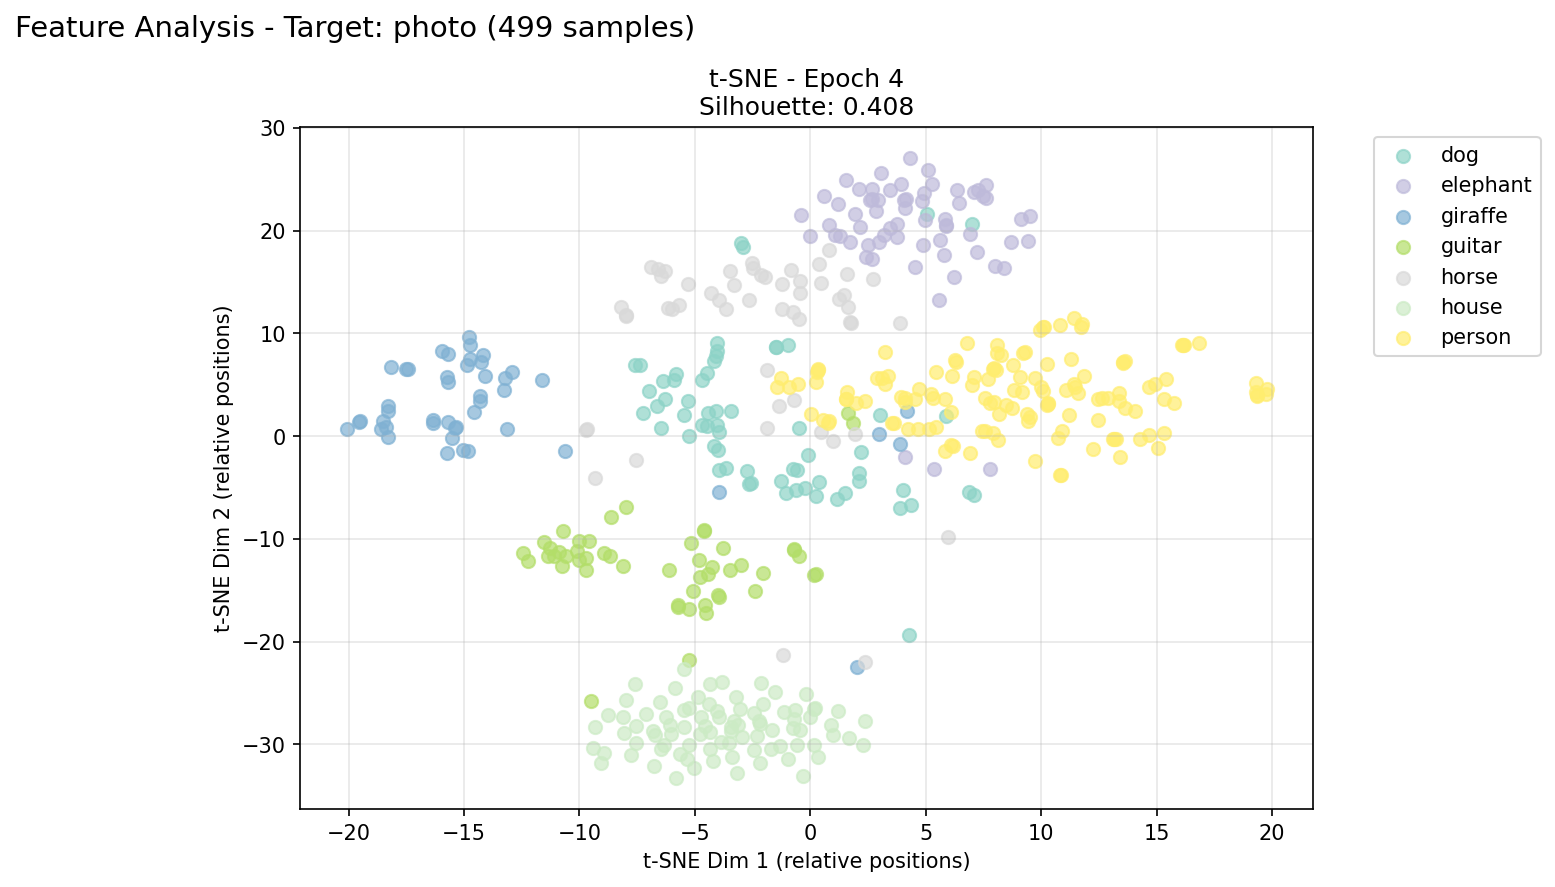 Feature Analysis - Target: photo (499 samples)
t-SNE - Epoch 4
Silhouette: 0.408
30
20
10
0
−10
−20
−30
t-SNE Dim 2 (relative positions)
−20 −15 −10 −5 0 5 10 15 20
t-SNE Dim 1 (relative positions)
dog
elephant
giraffe
guitar
horse
house
person